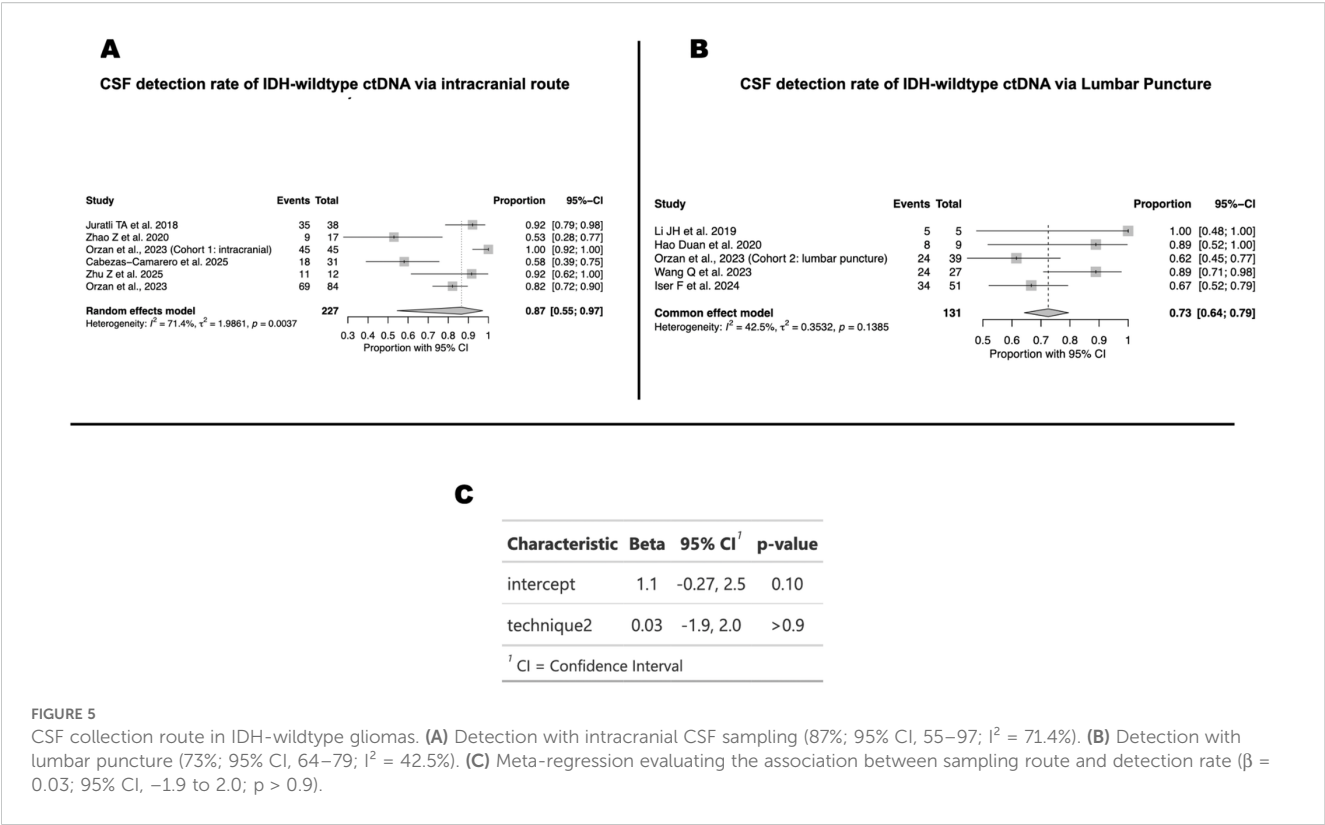 A
CSF detection rate of IDH-wildtype ctDNA via intracranial route
Study Events Total Proportion 95%-CI
Juratli TA et al. 2018 35 38 0.92 [0.79; 0.98]
Zhao Z et al. 2020 9 17 0.53 [0.28; 0.77]
Orzan et al., 2023 (Cohort 1: intracranial) 45 45 1.00 [0.92; 1.00]
Cabezas-Camarero et al. 2025 18 31 0.58 [0.39; 0.75]
Zhu Z et al. 2025 11 12 0.92 [0.62; 1.00]
Orzan et al., 2023 69 84 0.82 [0.72; 0.90]
Random effects model 227 0.87 [0.55; 0.97]
Heterogeneity: I² = 71.4%, τ² = 1.9861, p = 0.0037
0.3 0.4 0.5 0.6 0.7 0.8 0.9 1
Proportion with 95% CI
B
CSF detection rate of IDH-wildtype ctDNA via Lumbar Puncture
Study Events Total Proportion 95%-CI
Li JH et al. 2019 5 5 1.00 [0.48; 1.00]
Hao Duan et al. 2020 8 9 0.89 [0.52; 1.00]
Orzan et al., 2023 (Cohort 2: lumbar puncture) 24 39 0.62 [0.45; 0.77]
Wang Q et al. 2023 24 27 0.89 [0.71; 0.98]
Iser F et al. 2024 34 51 0.67 [0.52; 0.79]
Common effect model 131 0.73 [0.64; 0.79]
Heterogeneity: I² = 42.5%, τ² = 0.3532, p = 0.1385
0.5 0.6 0.7 0.8 0.9 1
Proportion with 95% CI
C
Characteristic Beta 95% CI¹ p-value
intercept 1.1 -0.27, 2.5 0.10
technique2 0.03 -1.9, 2.0 >0.9
¹ CI = Confidence Interval
FIGURE 5
CSF collection route in IDH-wildtype gliomas. (A) Detection with intracranial CSF sampling (87%; 95% CI, 55–97; I² = 71.4%). (B) Detection with
lumbar puncture (73%; 95% CI, 64–79; I² = 42.5%). (C) Meta-regression evaluating the association between sampling route and detection rate (β =
0.03; 95% CI, −1.9 to 2.0; p > 0.9).